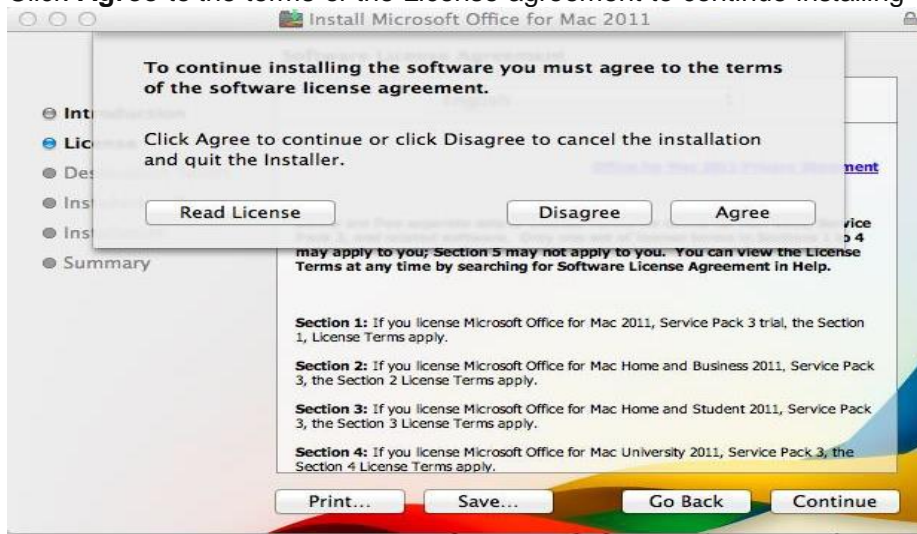 Click Agree to the terms of the License agreement to continue installing
Install Microsoft Office for Mac 2011
To continue installing the software you must agree to the terms
of the software license agreement.
Click Agree to continue or click Disagree to cancel the installation
and quit the Installer.
Read License
Disagree
Agree
Introduction
Lic
Des
Inst
Inst
Summary
ment
vice
to 4
may apply to you; Section 5 may not apply to you. You can view the License
Terms at any time by searching for Software License Agreement in Help.
Section 1: If you license Microsoft Office for Mac 2011, Service Pack 3 trial, the Section
1, License Terms apply.
Section 2: If you license Microsoft Office for Mac Home and Business 2011, Service Pack
3, the Section 2 License Terms apply.
Section 3: If you license Microsoft Office for Mac Home and Student 2011, Service Pack
3, the Section 3 License Terms apply.
Section 4: If you license Microsoft Office for Mac University 2011, Service Pack 3, the
Section 4 License Terms apply.
Print...
Save...
Go Back
Continue